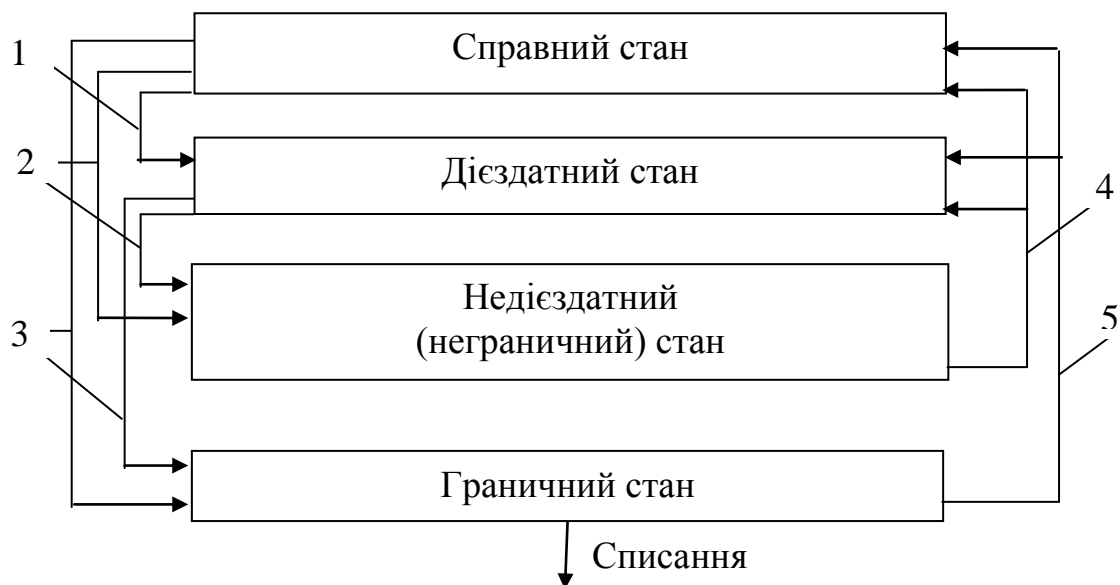 Справний стан
1
Дієздатний стан
2
4
Недієздатний
(неграничний) стан
3
5
Граничний стан
Списання